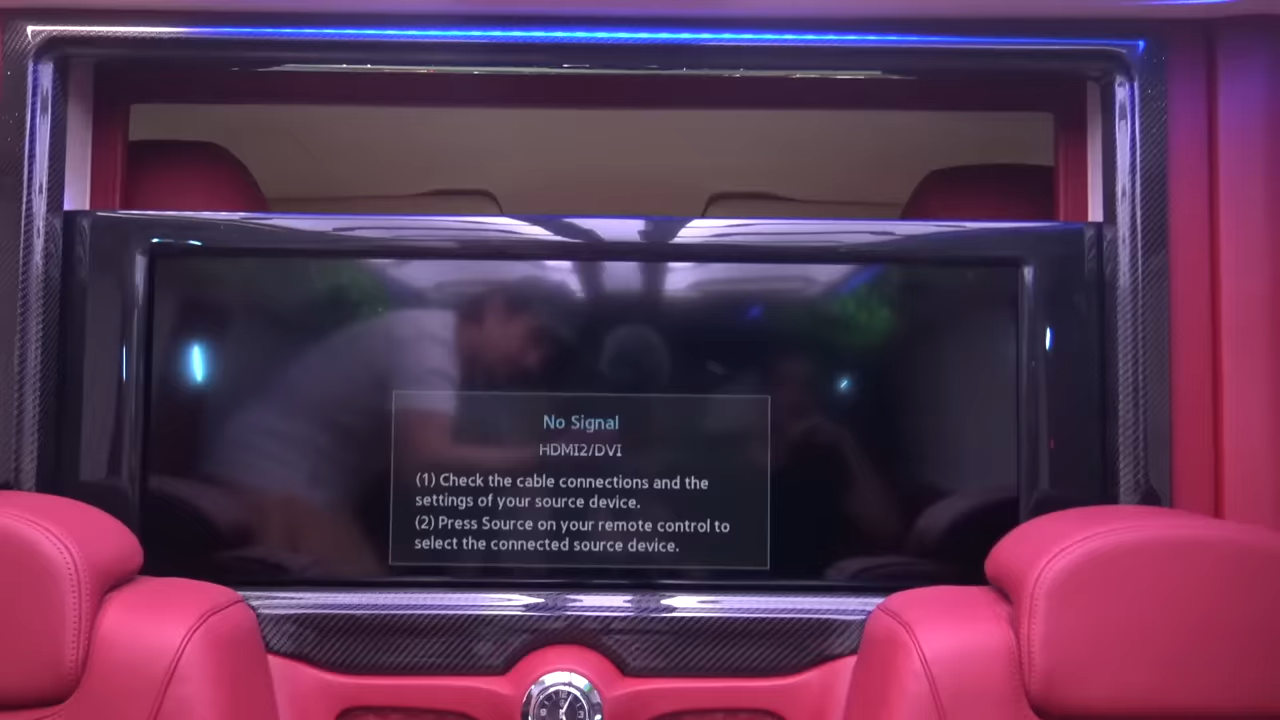 No Signal
HDMI2/DVI
(1) Check the cable connections and the
settings of your source device.
(2) Press Source on your remote control to
select the connected source device.